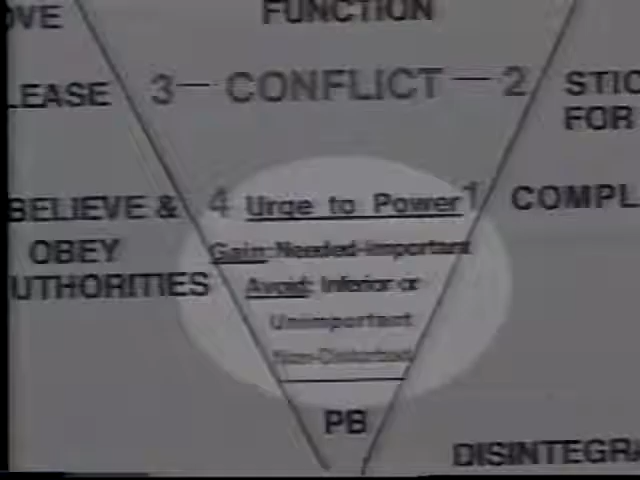 OVE FUNCTION
LEASE 3 — CONFLICT — 2 STIC
FOR
BELIEVE & 4 Urge to Power 1 COMPL
OBEY Gain: Needed-important
UTHORITIES Avoid: Inferior or
Unimportant
PB
DISINTEGRA